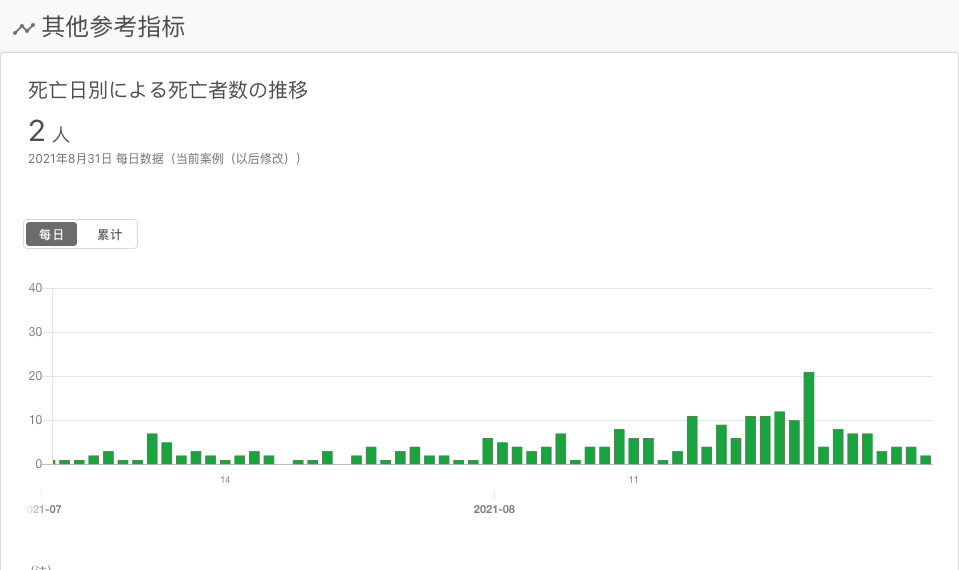 其他参考指标
死亡日別による死亡者数の推移
2 人
2021年8月31日 每日数据（当前案例（以后修改））
每日 累计
40
30
20
10
0
14 11
2021-07 2021-08
（注）